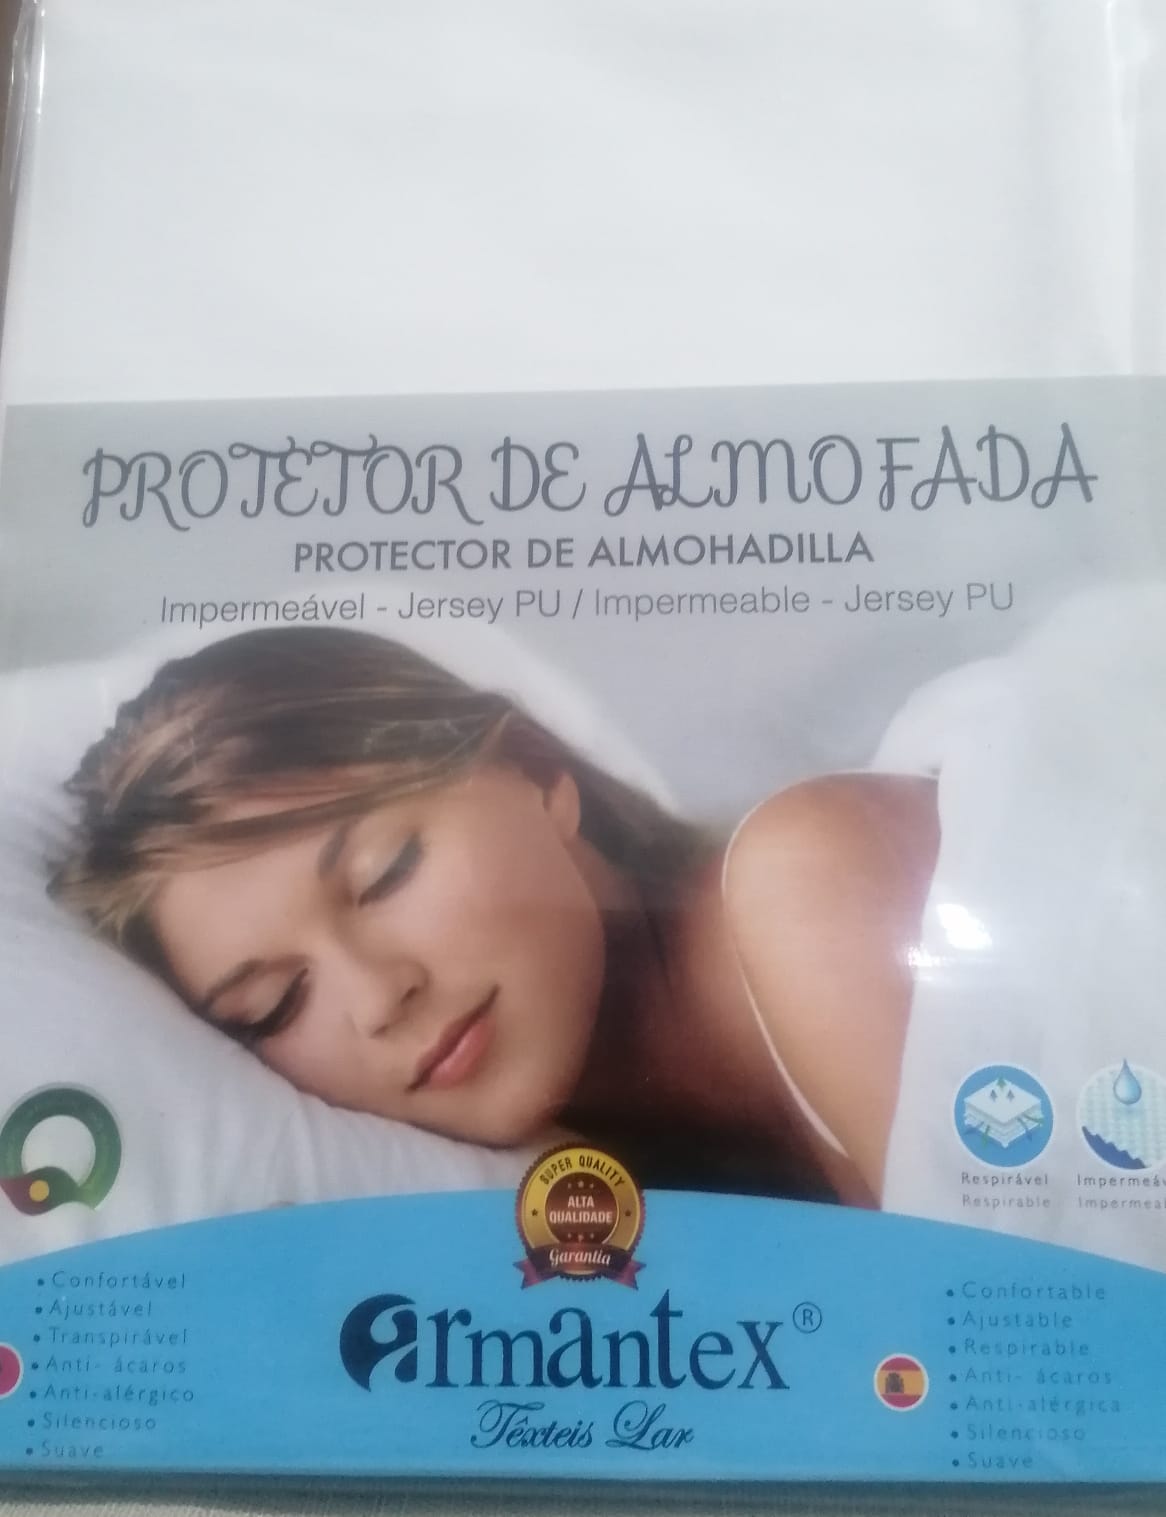 PROTETOR DE ALMOFADA
PROTECTOR DE ALMOHADILLA
Impermeável - Jersey PU / Impermeable - Jersey PU
Respirável
Respirable
SUPER QUALITY
ALTA
QUALIDADE
Garantia
• Confortável
• Ajustável
• Transpirável
• Anti- ácaros
• Anti-alérgico
• Silencioso
• Suave
armantex®
Têxteis Lar
• Confortable
• Ajustable
• Respirable
• Anti- ácaros
• Anti-alérgica
• Silencioso
• Suave